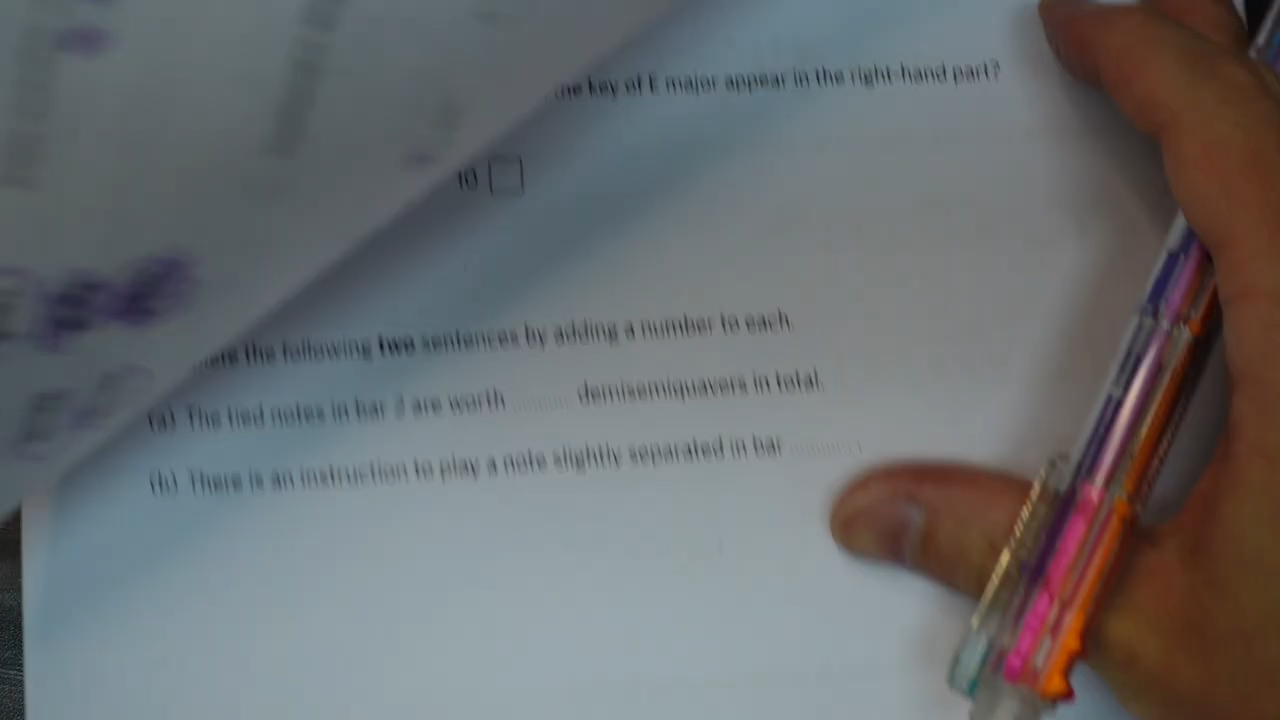 key of E major appear in the right-hand part?
10
the following two sentences by adding a number to each.
(a) The tied notes in bar are worth ......... demisemiquavers in total.
(b) There is an instruction to play a note slightly separated in bar ..........